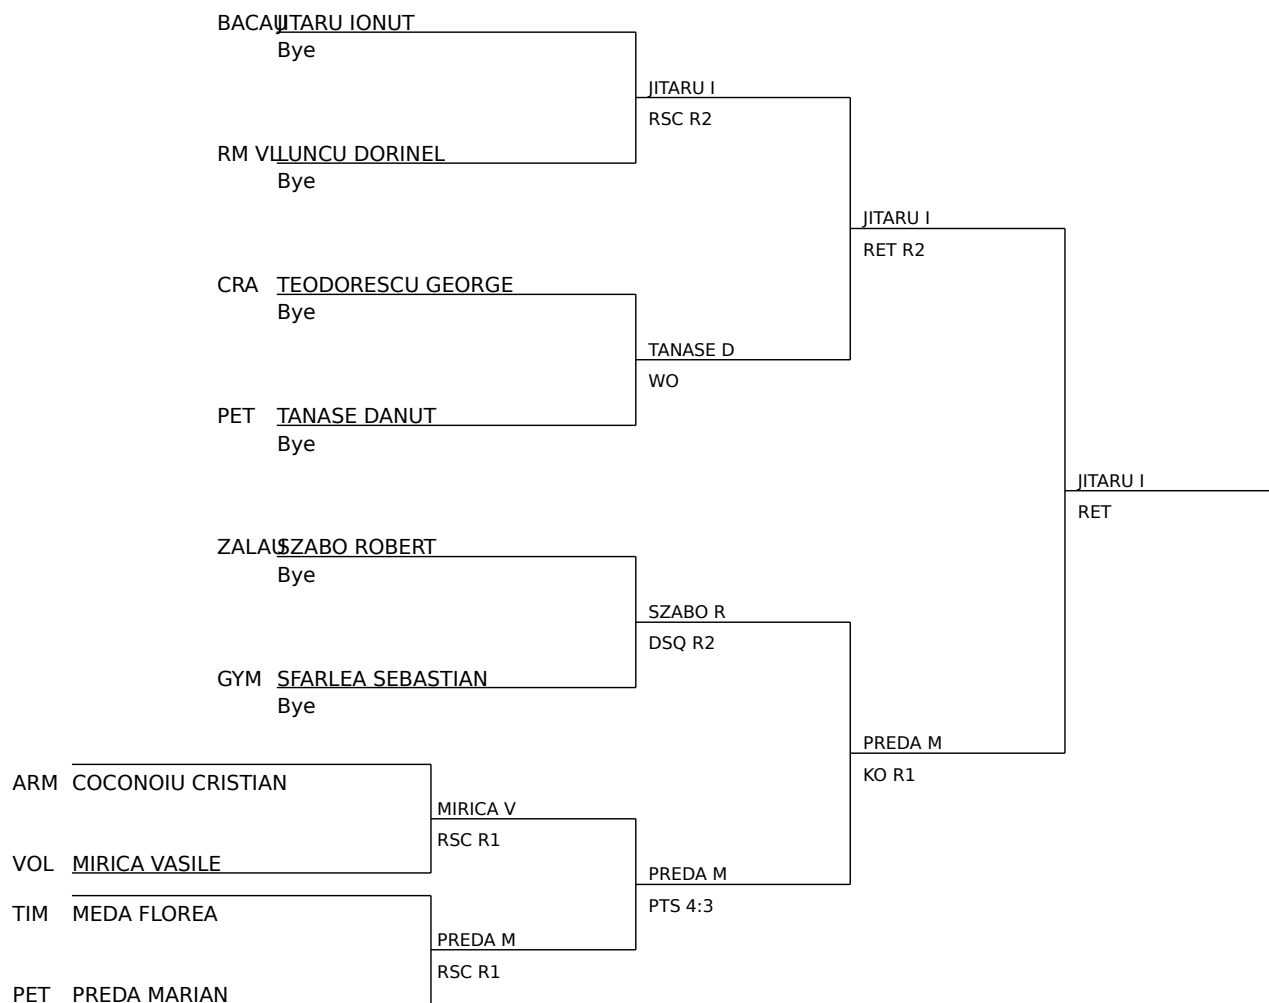 BACAU JITARU IONUT
Bye
JITARU I
RSC R2
RM VL LUNCU DORINEL
Bye
JITARU I
RET R2
CRA TEODORESCU GEORGE
Bye
TANASE D
WO
PET TANASE DANUT
Bye
JITARU I
RET
ZALAU SZABO ROBERT
Bye
SZABO R
DSQ R2
GYM SFARLEA SEBASTIAN
Bye
PREDA M
KO R1
ARM COCONOIU CRISTIAN
MIRICA V
RSC R1
VOL MIRICA VASILE
PREDA M
PTS 4:3
TIM MEDA FLOREA
PREDA M
RSC R1
PET PREDA MARIAN